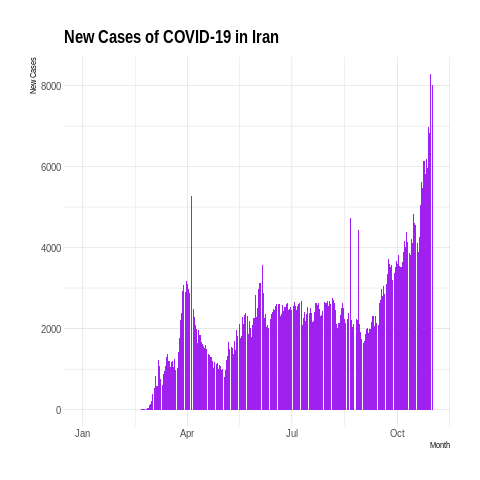 New Cases of COVID-19 in Iran
New Cases
8000
6000
4000
2000
0
Jan Apr Jul Oct
Month